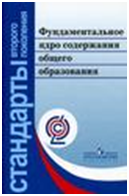 стандарты
второго поколения
Фундаментальное
ядро содержания
общего
образования